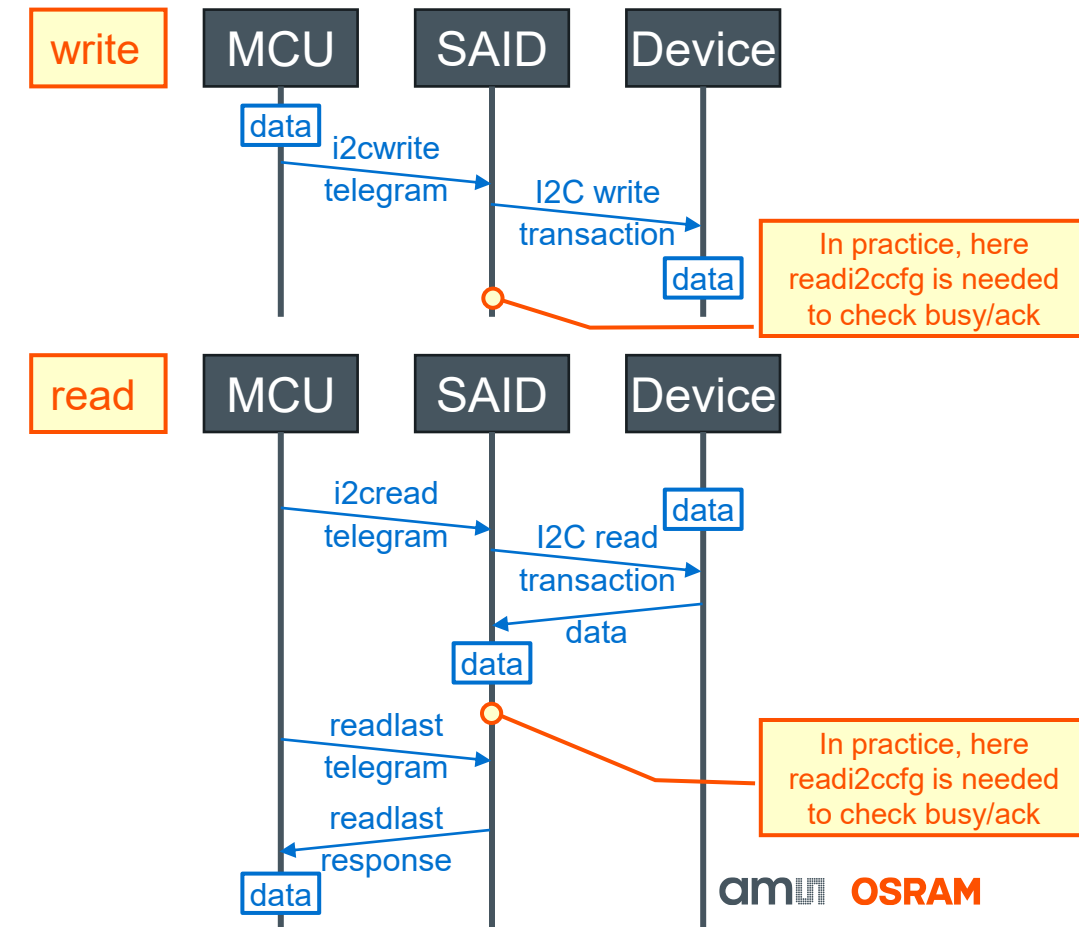 write
MCU
SAID
Device
data
i2cwrite
telegram
I2C write
transaction
data
In practice, here
readi2ccfg is needed
to check busy/ack
read
MCU
SAID
Device
i2cread
telegram
data
I2C read
transaction
data
data
readlast
telegram
In practice, here
readi2ccfg is needed
to check busy/ack
readlast
response
data
am OSRAM